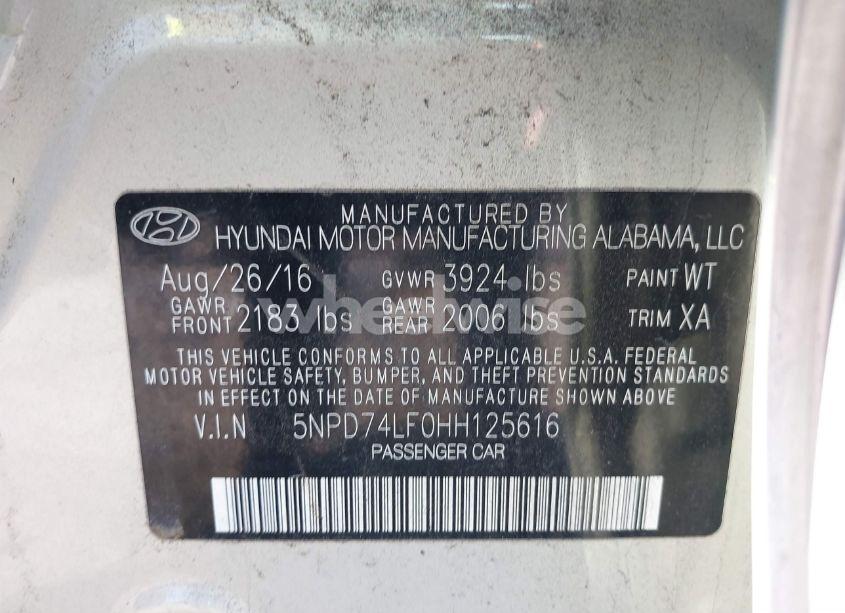 MANUFACTURED BY
HYUNDAI MOTOR MANUFACTURING ALABAMA, LLC
Aug/26/16 GVWR 3924 lbs PAINT WT
GAWR FRONT 2183 lbs GAWR REAR 2006 lbs TRIM XA
wheelwise
THIS VEHICLE CONFORMS TO ALL APPLICABLE U.S.A. FEDERAL
MOTOR VEHICLE SAFETY, BUMPER, AND THEFT PREVENTION STANDARDS
IN EFFECT ON THE DATE OF MANUFACTURE SHOWN ABOVE
V.I.N 5NPD74LF0HH125616
PASSENGER CAR